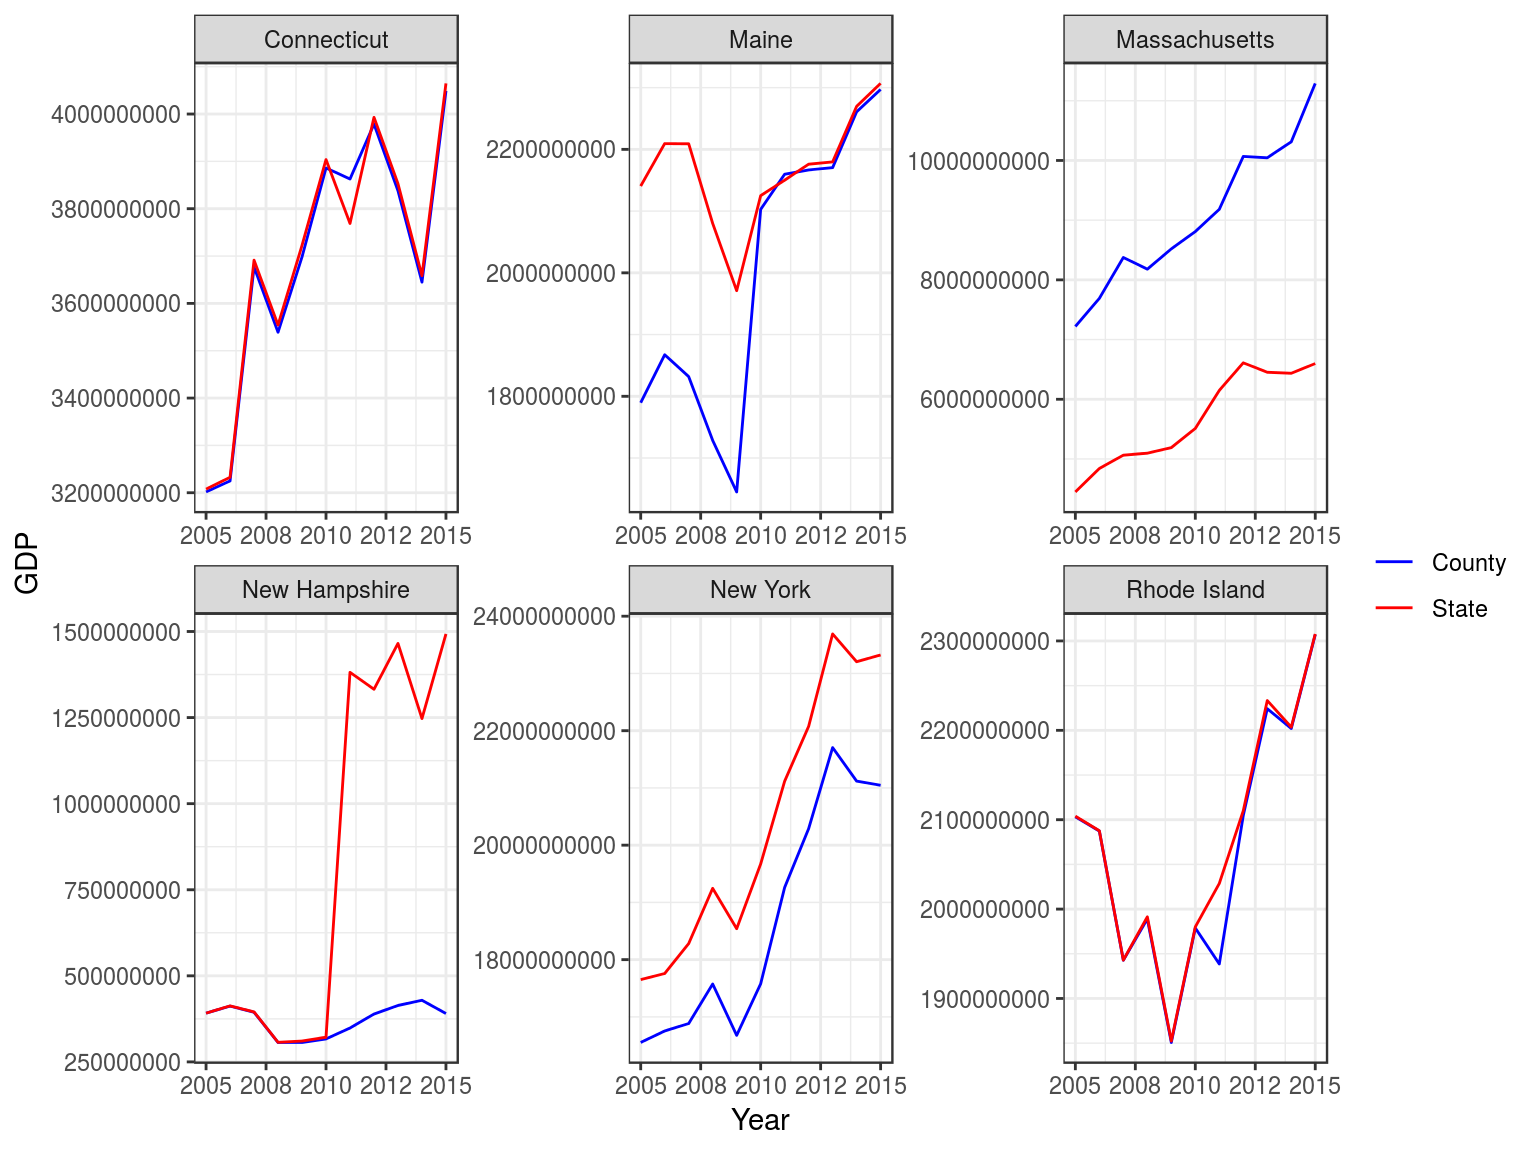 Connecticut
Maine
Massachusetts
4000000000
3800000000
3600000000
3400000000
3200000000
2200000000
2000000000
1800000000
10000000000
8000000000
6000000000
2005 2008 2010 2012 2015
2005 2008 2010 2012 2015
2005 2008 2010 2012 2015
GDP
New Hampshire
New York
Rhode Island
1500000000
1250000000
1000000000
750000000
500000000
250000000
24000000000
22000000000
20000000000
18000000000
2300000000
2200000000
2100000000
2000000000
1900000000
2005 2008 2010 2012 2015
2005 2008 2010 2012 2015
2005 2008 2010 2012 2015
Year
County
State